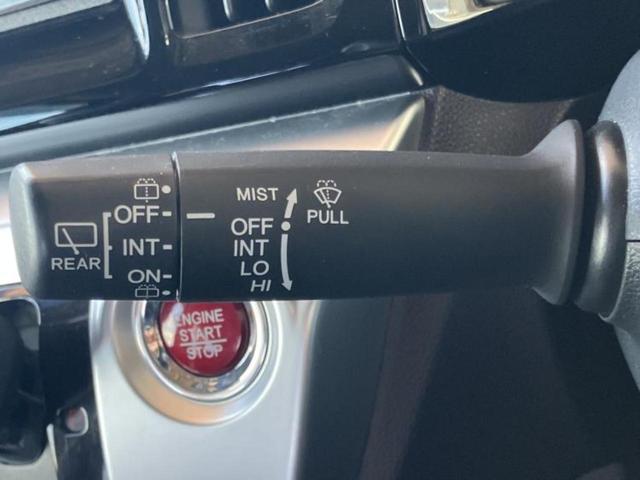 OFF
INT
ON
REAR
MIST
OFF
INT
LO
HI
PULL
ENGINE
START
STOP